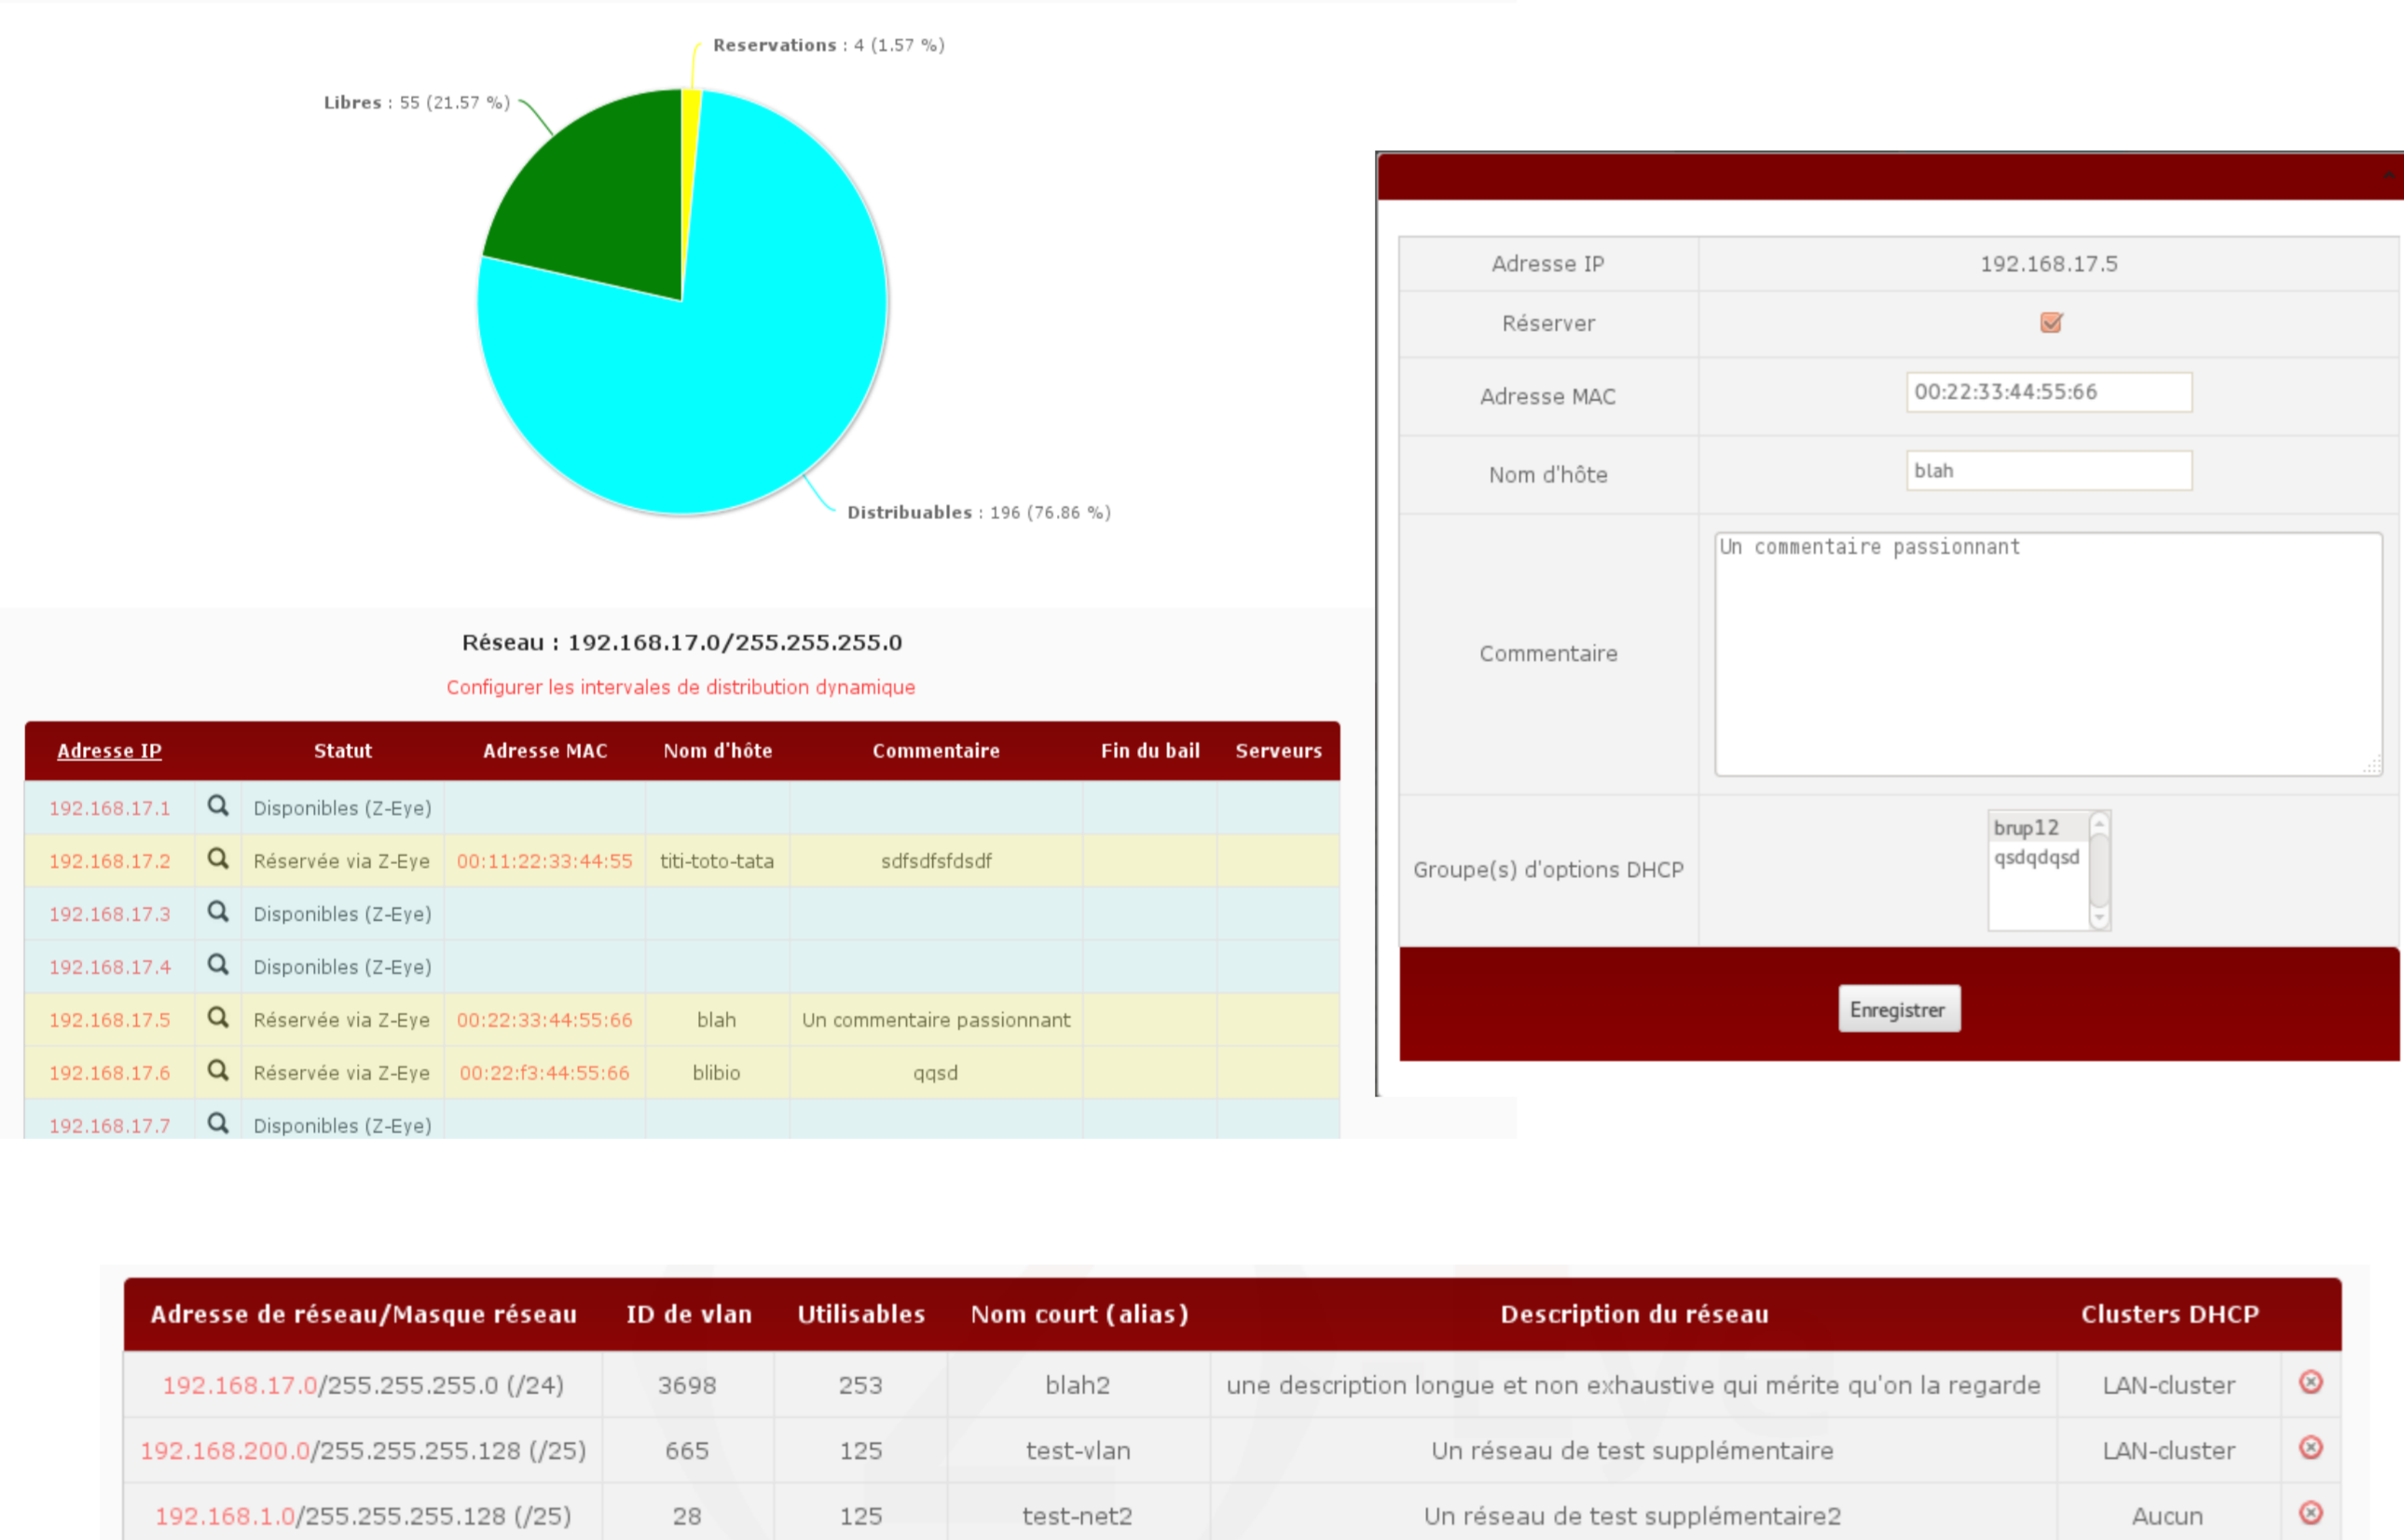 Reservations : 4 (1.57 %)
Libres : 55 (21.57 %)
Distribuables : 196 (76.86 %)
Réseau : 192.168.17.0/255.255.255.0
Configurer les intervales de distribution dynamique
Adresse IP Statut Adresse MAC Nom d'hôte Commentaire Fin du bail Serveurs
192.168.17.1 Disponibles (Z-Eye)
192.168.17.2 Réservée via Z-Eye 00:11:22:33:44:55 titi-toto-tata sdfsdfsfdsdf
192.168.17.3 Disponibles (Z-Eye)
192.168.17.4 Disponibles (Z-Eye)
192.168.17.5 Réservée via Z-Eye 00:22:33:44:55:66 blah Un commentaire passionnant
192.168.17.6 Réservée via Z-Eye 00:22:f3:44:55:66 blibio qqsd
192.168.17.7 Disponibles (Z-Eye)
Adresse IP 192.168.17.5
Réserver
Adresse MAC 00:22:33:44:55:66
Nom d'hôte blah
Commentaire Un commentaire passionnant
Groupe(s) d'options DHCP brup12
qsdqdqsd
Enregistrer
Adresse de réseau/Masque réseau ID de vlan Utilisables Nom court (alias) Description du réseau Clusters DHCP
192.168.17.0/255.255.255.0 (/24) 3698 253 blah2 une description longue et non exhaustive qui mérite qu'on la regarde LAN-cluster
192.168.200.0/255.255.255.128 (/25) 665 125 test-vlan Un réseau de test supplémentaire LAN-cluster
192.168.1.0/255.255.255.128 (/25) 28 125 test-net2 Un réseau de test supplémentaire2 Aucun